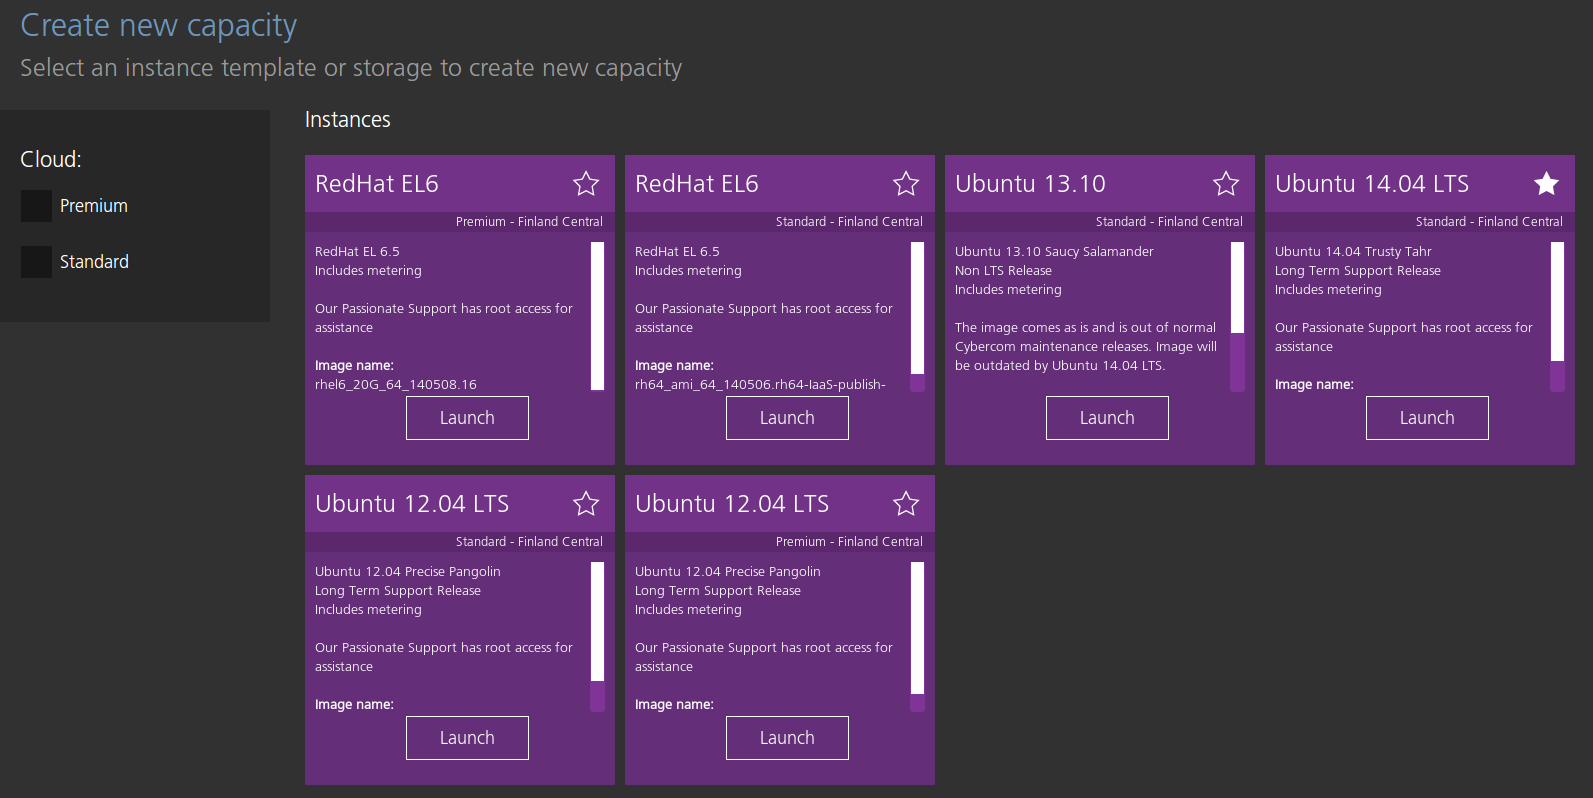 Create new capacity
Select an instance template or storage to create new capacity
Cloud:
Premium
Standard
Instances
RedHat EL6
Premium - Finland Central
RedHat EL 6.5
Includes metering
Our Passionate Support has root access for
assistance
Image name:
rhel6_20G_64_140508.16
Launch
RedHat EL6
Standard - Finland Central
RedHat EL 6.5
Includes metering
Our Passionate Support has root access for
assistance
Image name:
rh64_ami_64_140506.rh64-IaaS-publish-
Launch
Ubuntu 13.10
Standard - Finland Central
Ubuntu 13.10 Saucy Salamander
Non LTS Release
Includes metering
The image comes as is and is out of normal
Cybercom maintenance releases. Image will
be outdated by Ubuntu 14.04 LTS.
Launch
Ubuntu 14.04 LTS
Standard - Finland Central
Ubuntu 14.04 Trusty Tahr
Long Term Support Release
Includes metering
Our Passionate Support has root access for
assistance
Image name:
Launch
Ubuntu 12.04 LTS
Standard - Finland Central
Ubuntu 12.04 Precise Pangolin
Long Term Support Release
Includes metering
Our Passionate Support has root access for
assistance
Image name:
Launch
Ubuntu 12.04 LTS
Premium - Finland Central
Ubuntu 12.04 Precise Pangolin
Long Term Support Release
Includes metering
Our Passionate Support has root access for
assistance
Image name:
Launch